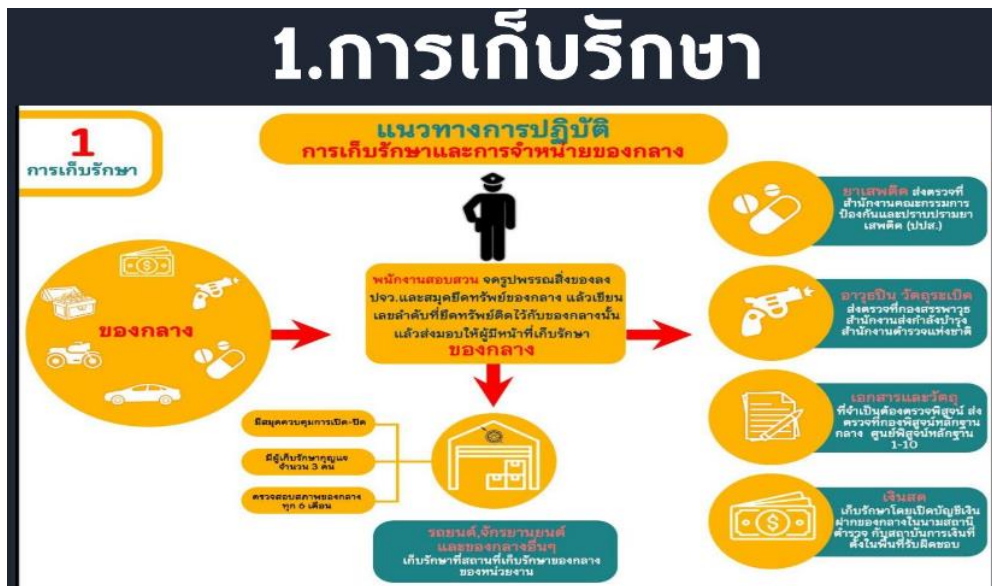 1.การเก็บรักษา
1
การเก็บรักษา
แนวทางการปฏิบัติ
การเก็บรักษาและการจำหน่ายของกลาง
ของกลาง
พนักงานสอบสวน จดรูปพรรณสิ่งของลง
ปจว.และสมุดยึดทรัพย์ของกลาง แล้วเขียน
เลขลำดับที่ยึดทรัพย์ติดไว้กับของกลางนั้น
แล้วส่งมอบให้ผู้มีหน้าที่เก็บรักษา
ของกลาง
มีสมุดควบคุมการเปิด-ปิด
มีผู้เก็บรักษากุญแจ
จำนวน 3 คน
ตรวจสอบสภาพของกลาง
ทุก 6 เดือน
รถยนต์,จักรยานยนต์
และของกลางอื่นๆ
เก็บรักษาที่สถานที่เก็บรักษาของกลาง
ของหน่วยงาน
ยาเสพติด ส่งตรวจที่
สำนักงานคณะกรรมการ
ป้องกันและปราบปรามยา
เสพติด (ปปส.)
อาวุธปืน วัตถุระเบิด
ส่งตรวจที่กองสรรพาวุธ
สำนักงานส่งกำลังบำรุง
สำนักงานตำรวจแห่งชาติ
เอกสารและวัตถุ
ที่จำเป็นต้องตรวจพิสูจน์ ส่ง
ตรวจที่กองพิสูจน์หลักฐาน
กลาง ศูนย์พิสูจน์หลักฐาน
1-10
เงินสด
เก็บรักษาโดยเปิดบัญชีเงิน
ฝากของกลางในนามสถานี
ตำรวจ กับสถาบันการเงินที่
ตั้งในพื้นที่รับผิดชอบ